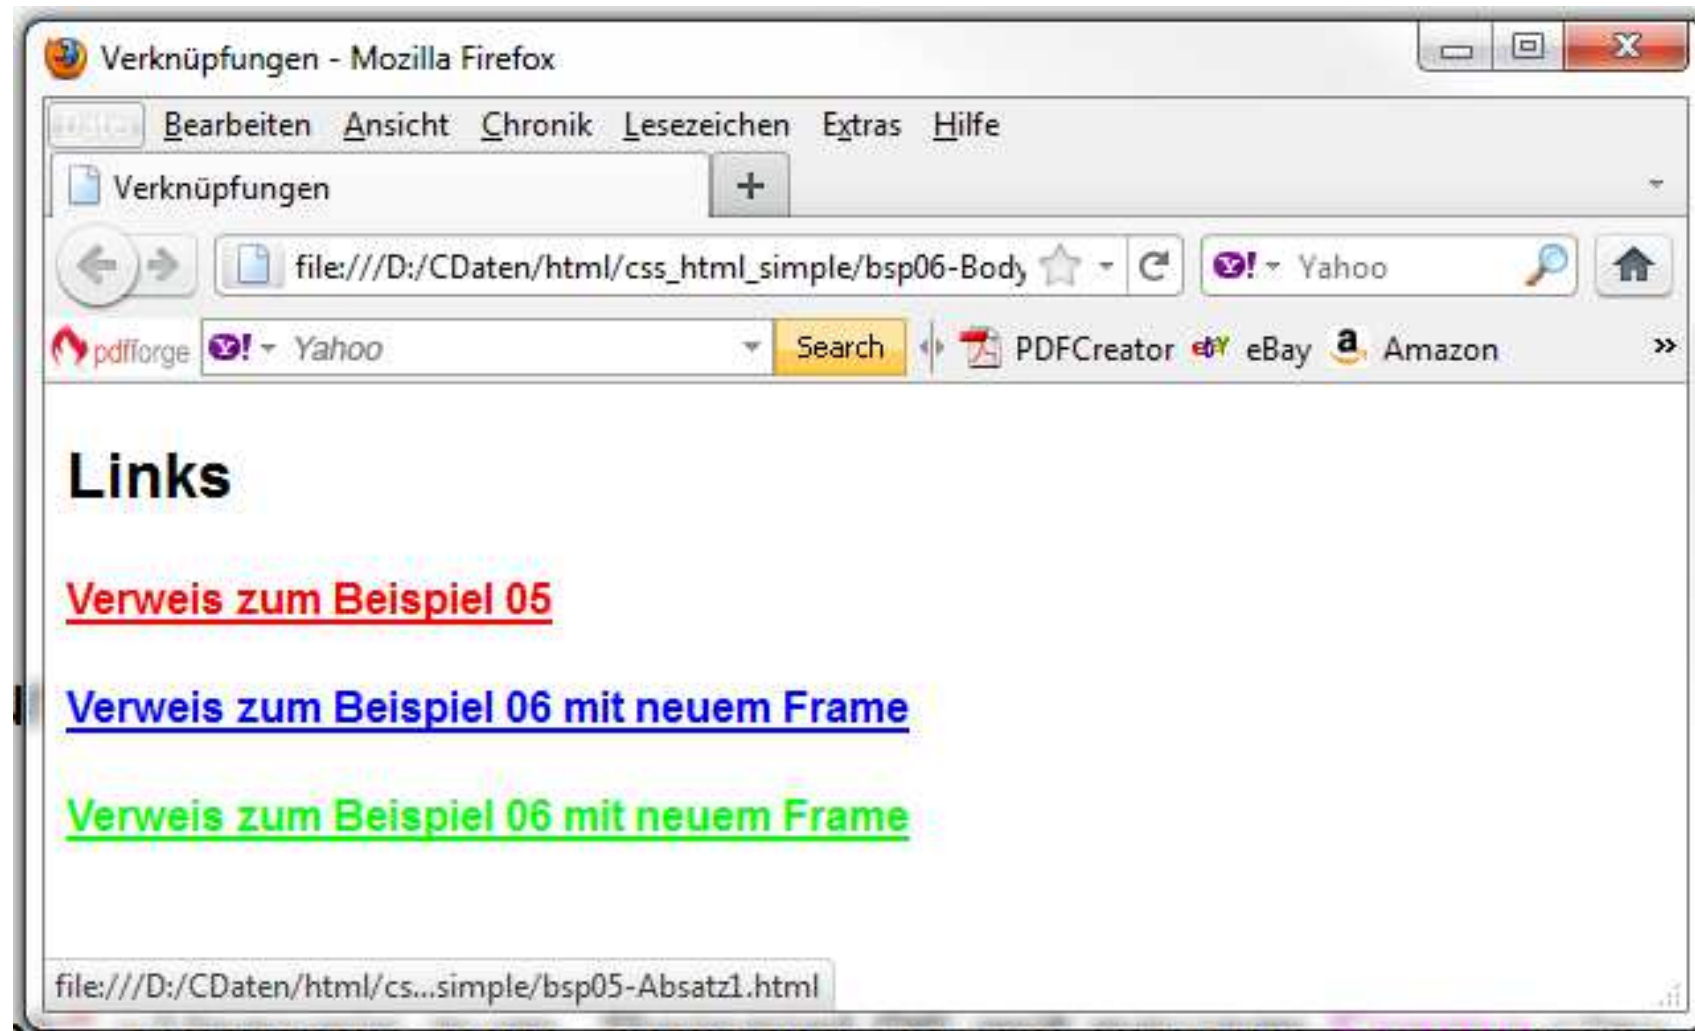 Verknüpfungen - Mozilla Firefox
Bearbeiten Ansicht Chronik Lesezeichen Extras Hilfe
Verknüpfungen
file:///D:/CDaten/html/css_html_simple/bsp06-Body Y! Yahoo
pdfforge Y! Yahoo Search PDFCreator ebY eBay a Amazon »
Links
Verweis zum Beispiel 05
Verweis zum Beispiel 06 mit neuem Frame
Verweis zum Beispiel 06 mit neuem Frame
file:///D:/CDaten/html/cs...simple/bsp05-Absatz1.html